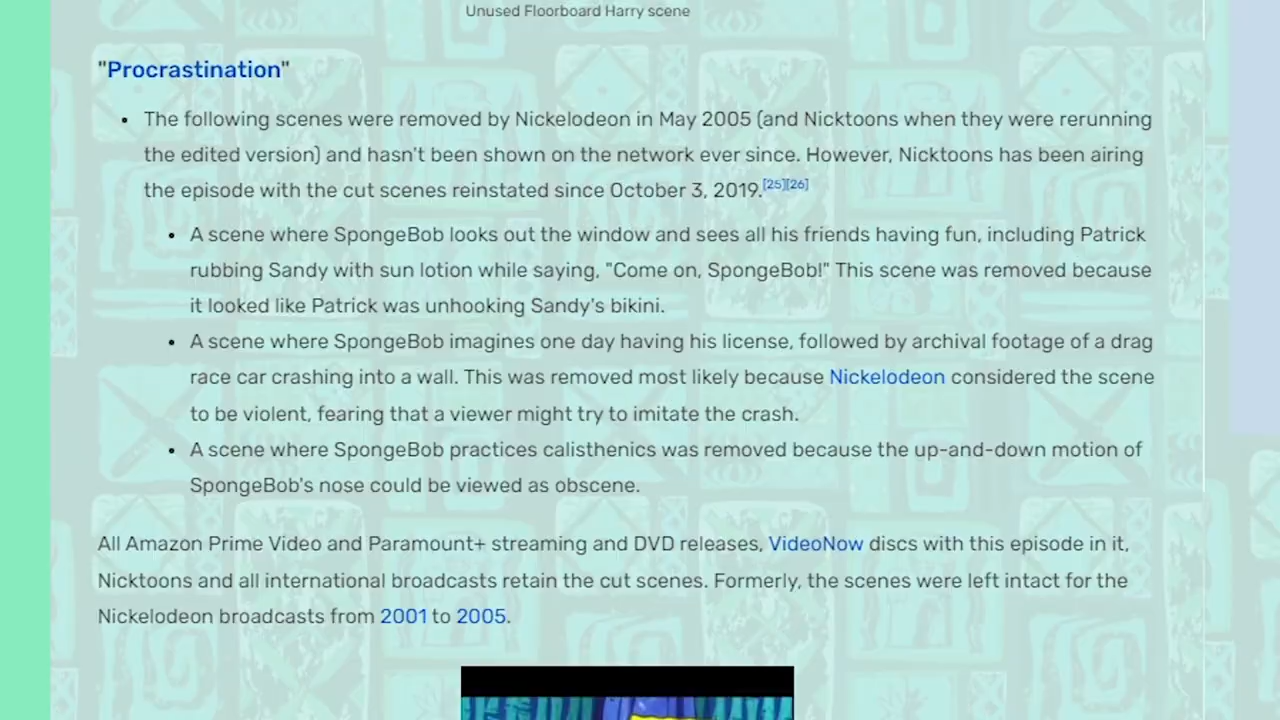 Unused Floorboard Harry scene
"Procrastination"
• The following scenes were removed by Nickelodeon in May 2005 (and Nicktoons when they were rerunning
the edited version) and hasn't been shown on the network ever since. However, Nicktoons has been airing
the episode with the cut scenes reinstated since October 3, 2019.[25][26]
• A scene where SpongeBob looks out the window and sees all his friends having fun, including Patrick
rubbing Sandy with sun lotion while saying, "Come on, SpongeBob!" This scene was removed because
it looked like Patrick was unhooking Sandy's bikini.
• A scene where SpongeBob imagines one day having his license, followed by archival footage of a drag
race car crashing into a wall. This was removed most likely because Nickelodeon considered the scene
to be violent, fearing that a viewer might try to imitate the crash.
• A scene where SpongeBob practices calisthenics was removed because the up-and-down motion of
SpongeBob's nose could be viewed as obscene.
All Amazon Prime Video and Paramount+ streaming and DVD releases, VideoNow discs with this episode in it,
Nicktoons and all international broadcasts retain the cut scenes. Formerly, the scenes were left intact for the
Nickelodeon broadcasts from 2001 to 2005.